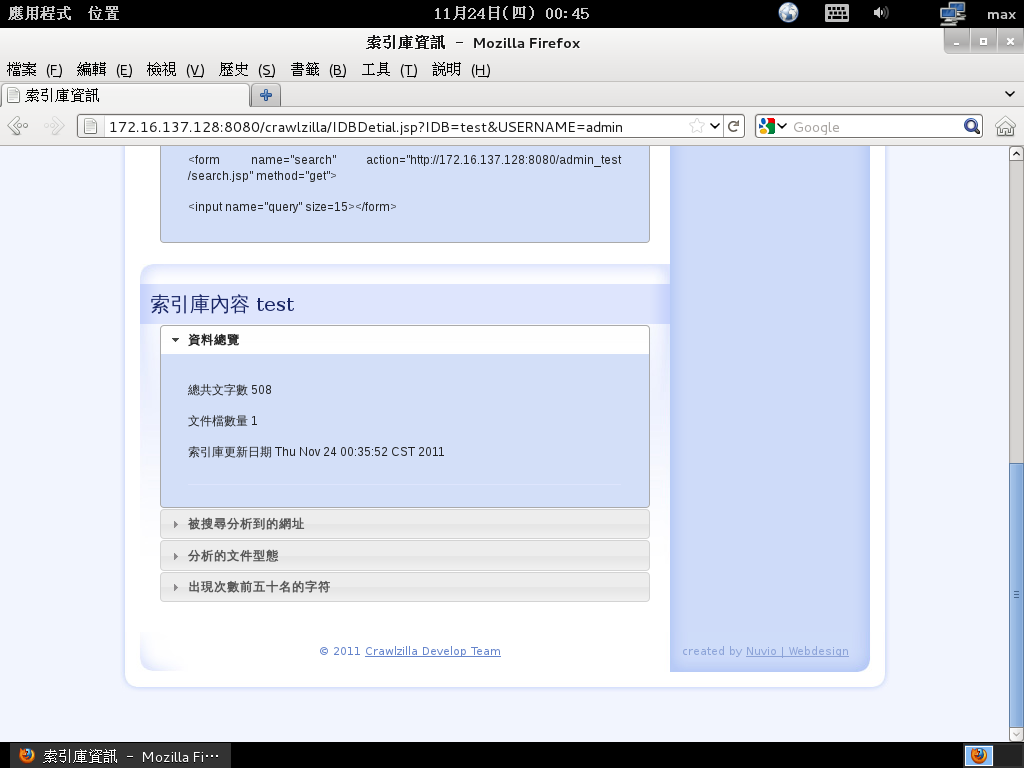 應用程式 位置 11月24日(四) 00:45 max
索引庫資訊 – Mozilla Firefox
檔案 (F) 編輯 (E) 檢視 (V) 歷史 (S) 書籤 (B) 工具 (T) 說明 (H)
索引庫資訊
172.16.137.128:8080/crawlzilla/IDBDetial.jsp?IDB=test&USERNAME=admin Google
<form name="search" action="http://172.16.137.128:8080/admin_test
/search.jsp" method="get">
<input name="query" size=15></form>
索引庫內容 test
資料總覽
總共文字數 508
文件檔數量 1
索引庫更新日期 Thu Nov 24 00:35:52 CST 2011
被搜尋分析到的網址
分析的文件型態
出現次數前五十名的字符
© 2011 Crawlzilla Develop Team created by Nuvio | Webdesign
索引庫資訊 – Mozilla Fi…